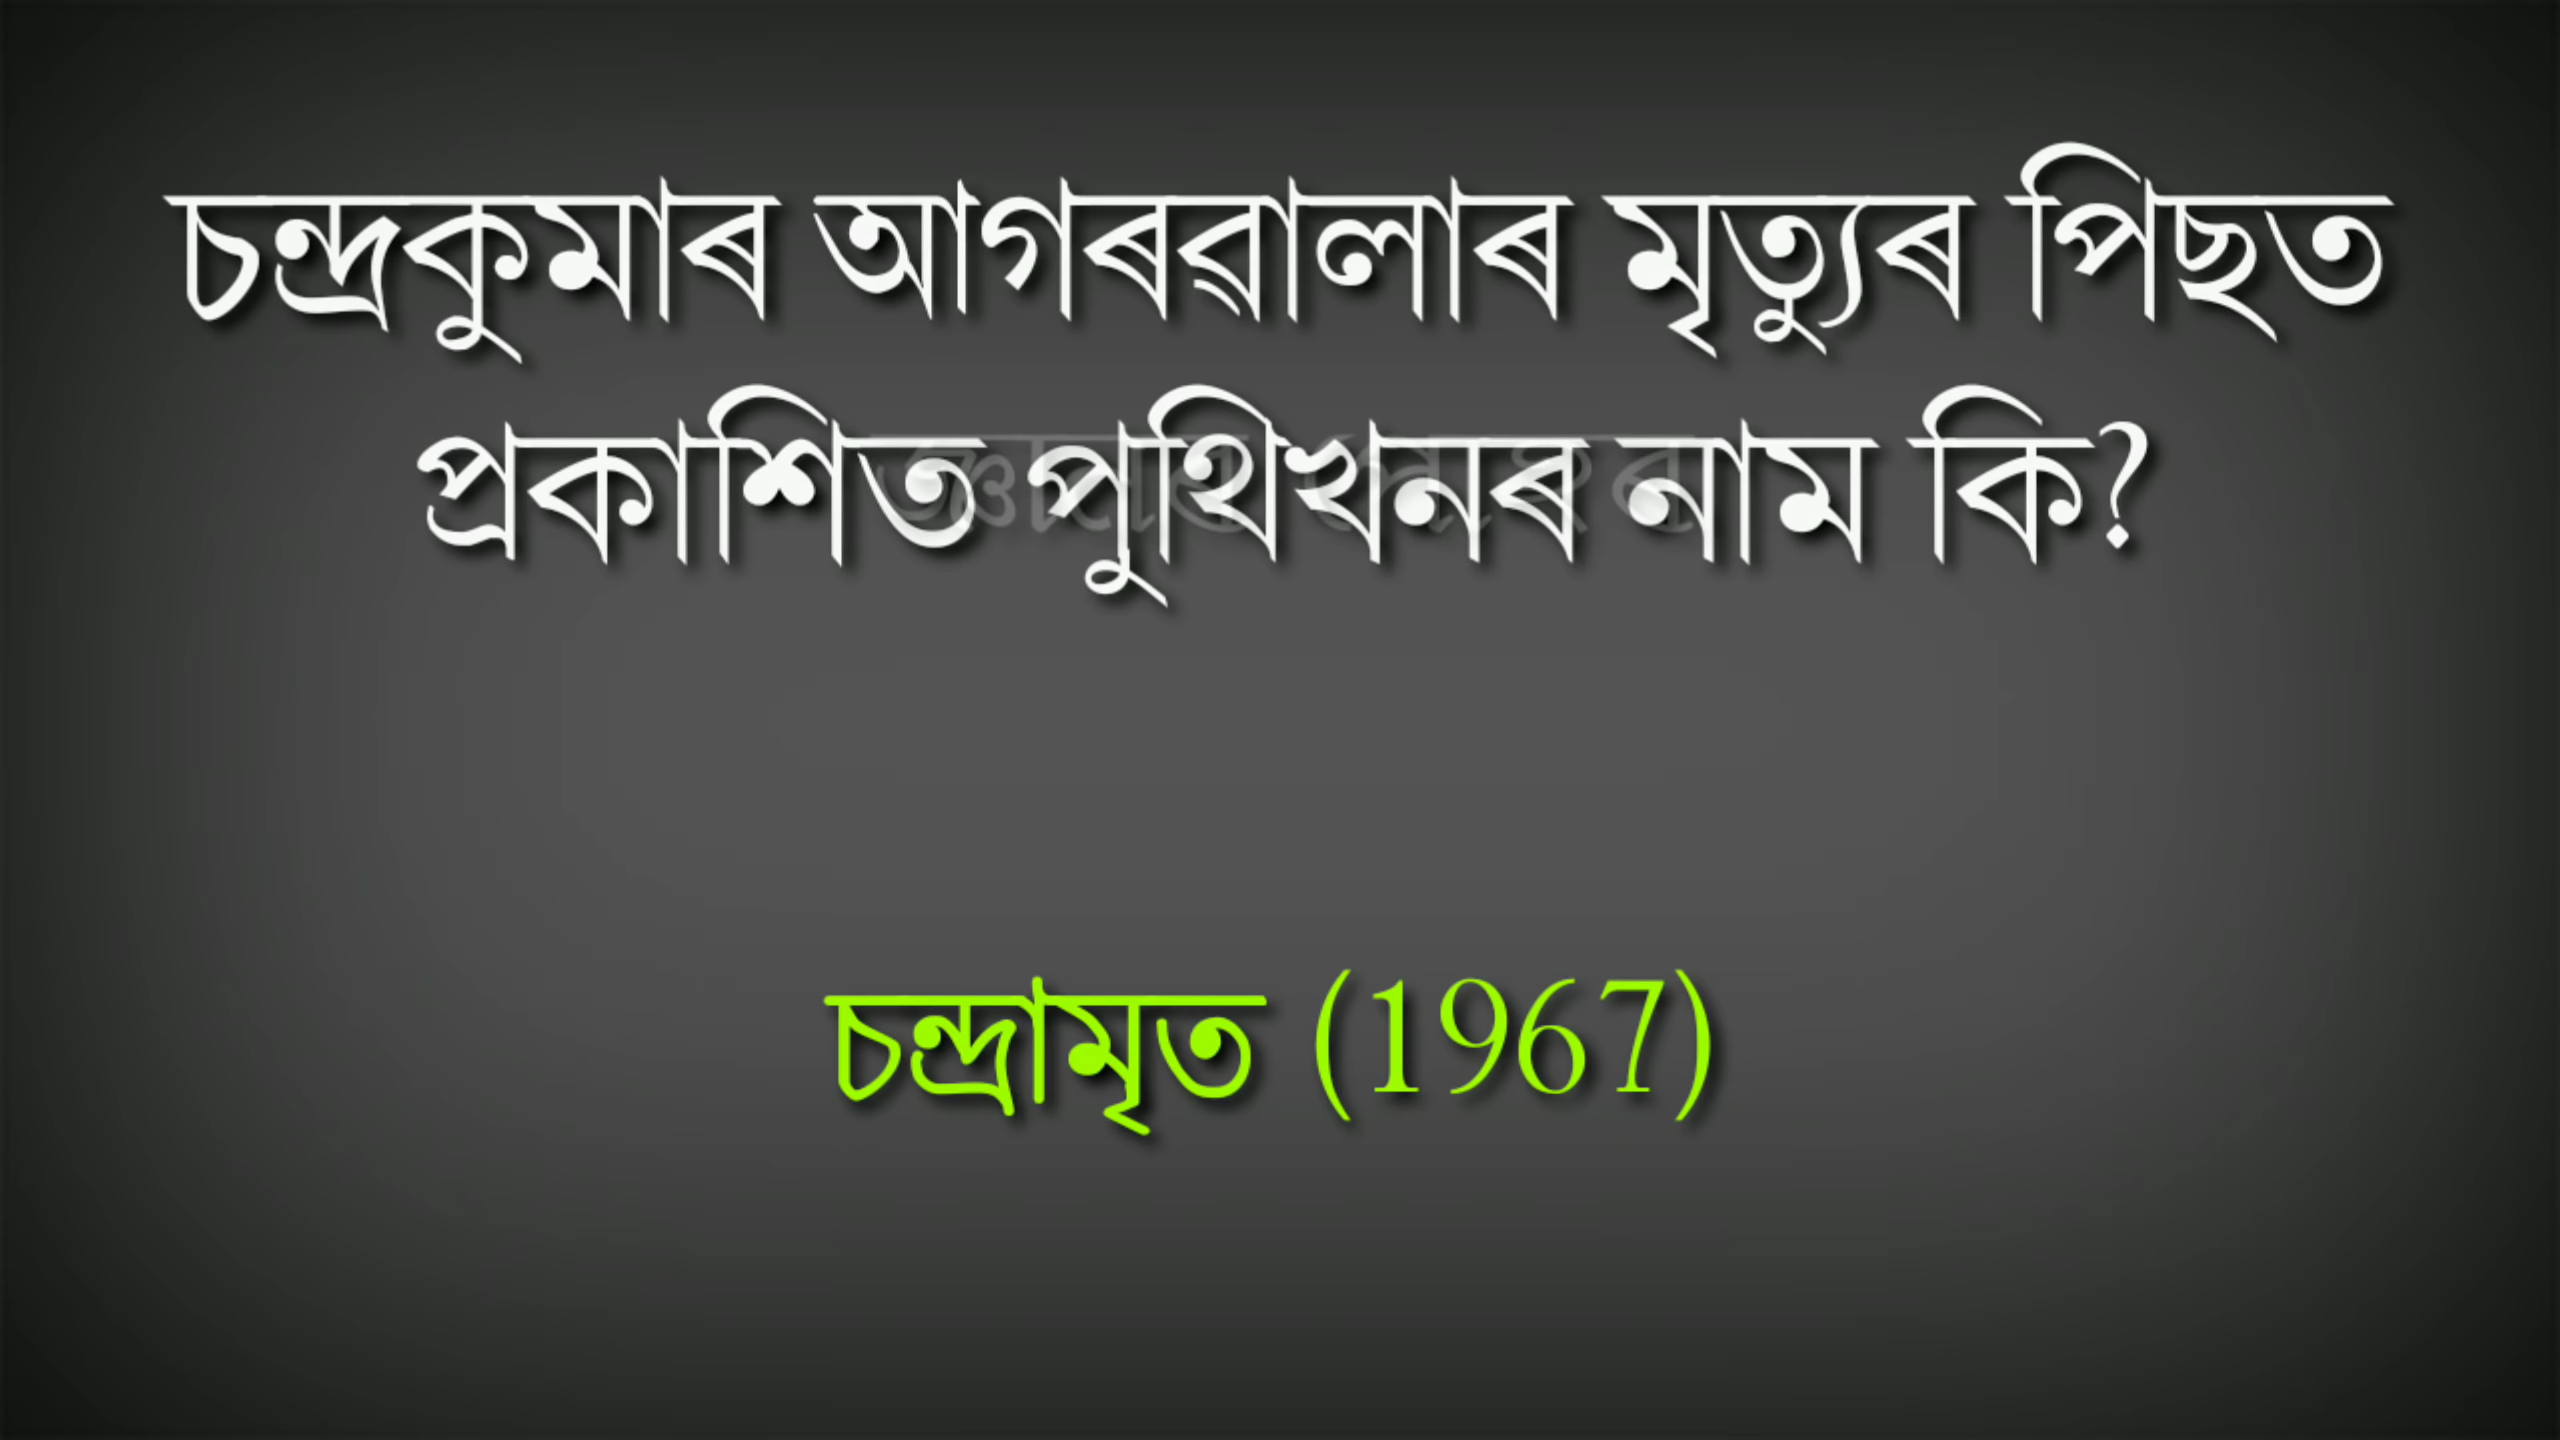 চন্দ্ৰকুমাৰ আগৰৱালাৰ মৃত্যুৰ পিছত
প্ৰকাশিত পুথিখনৰ নাম কি?
চন্দ্ৰামৃত (1967)